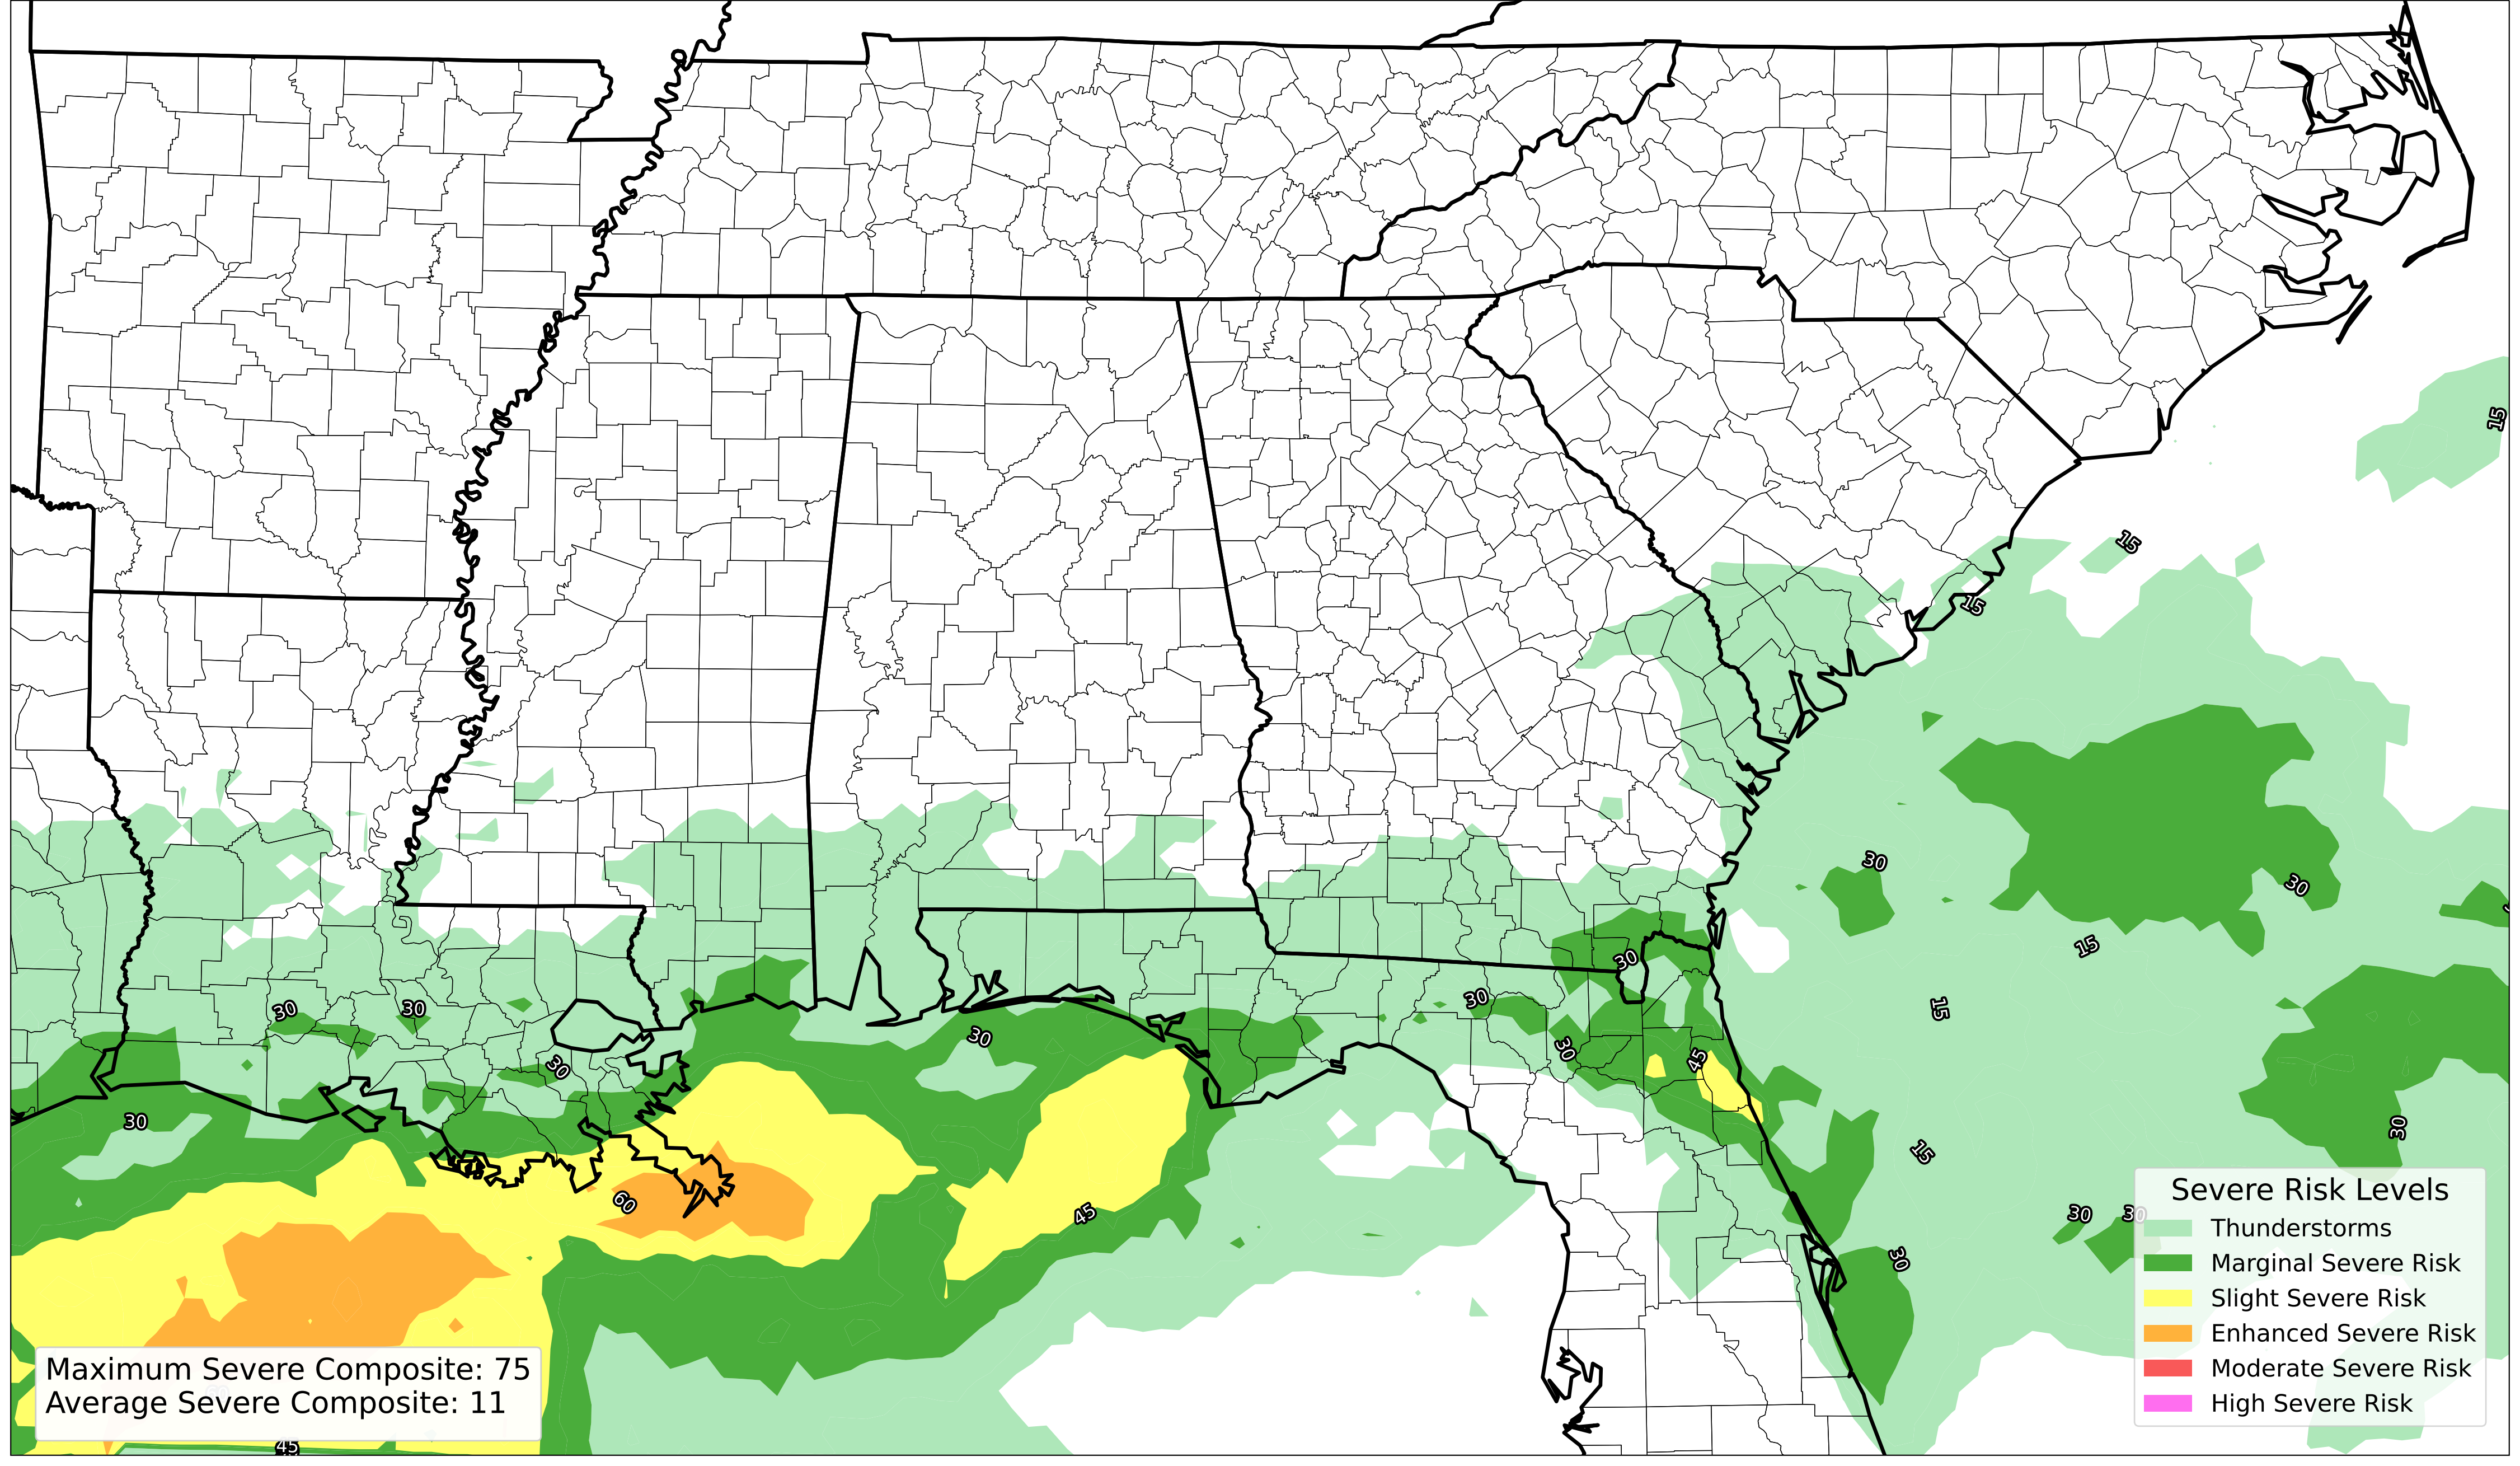 15
15
15
30
30
15
30
30
30
30
15
30
30
45
30
30
30
15
60
45
30
30
30
45
Severe Risk Levels
Thunderstorms
Marginal Severe Risk
Slight Severe Risk
Enhanced Severe Risk
Moderate Severe Risk
High Severe Risk
Maximum Severe Composite: 75
Average Severe Composite: 11